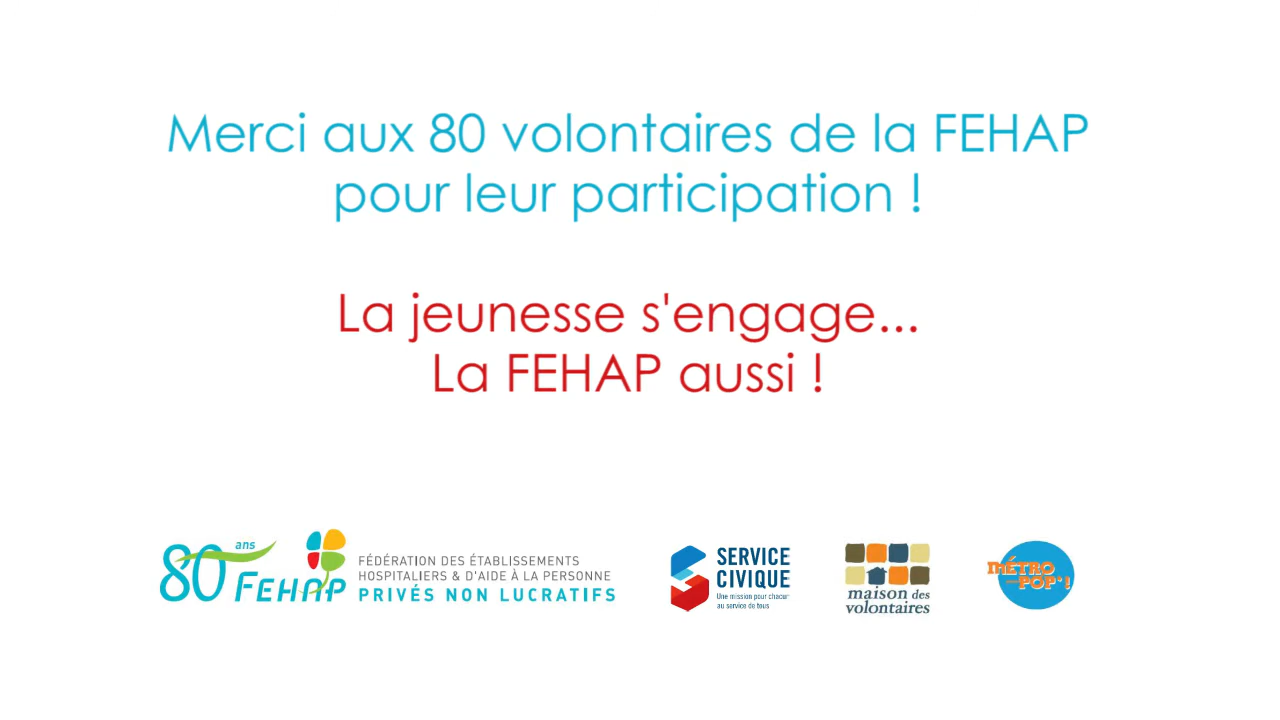 Merci aux 80 volontaires de la FEHAP
pour leur participation !
La jeunesse s'engage...
La FEHAP aussi !
80 ans FEHAP
FÉDÉRATION DES ÉTABLISSEMENTS
HOSPITALIERS & D'AIDE À LA PERSONNE
PRIVÉS NON LUCRATIFS
SERVICE
CIVIQUE
Une mission pour chacun
au service de tous
maison des
volontaires
MÉTRO
POP' !